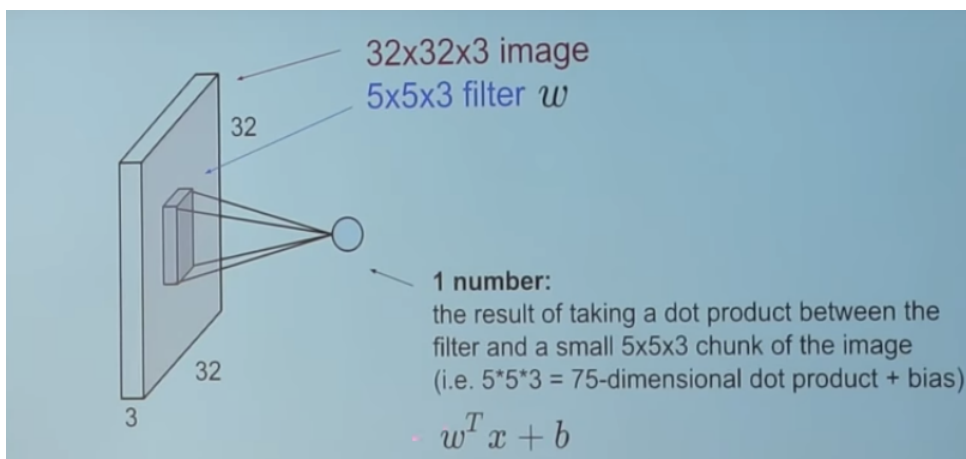 32x32x3 image
5x5x3 filter w
32
1 number:
the result of taking a dot product between the
filter and a small 5x5x3 chunk of the image
(i.e. 5*5*3 = 75-dimensional dot product + bias)
32
3
wᵀx + b